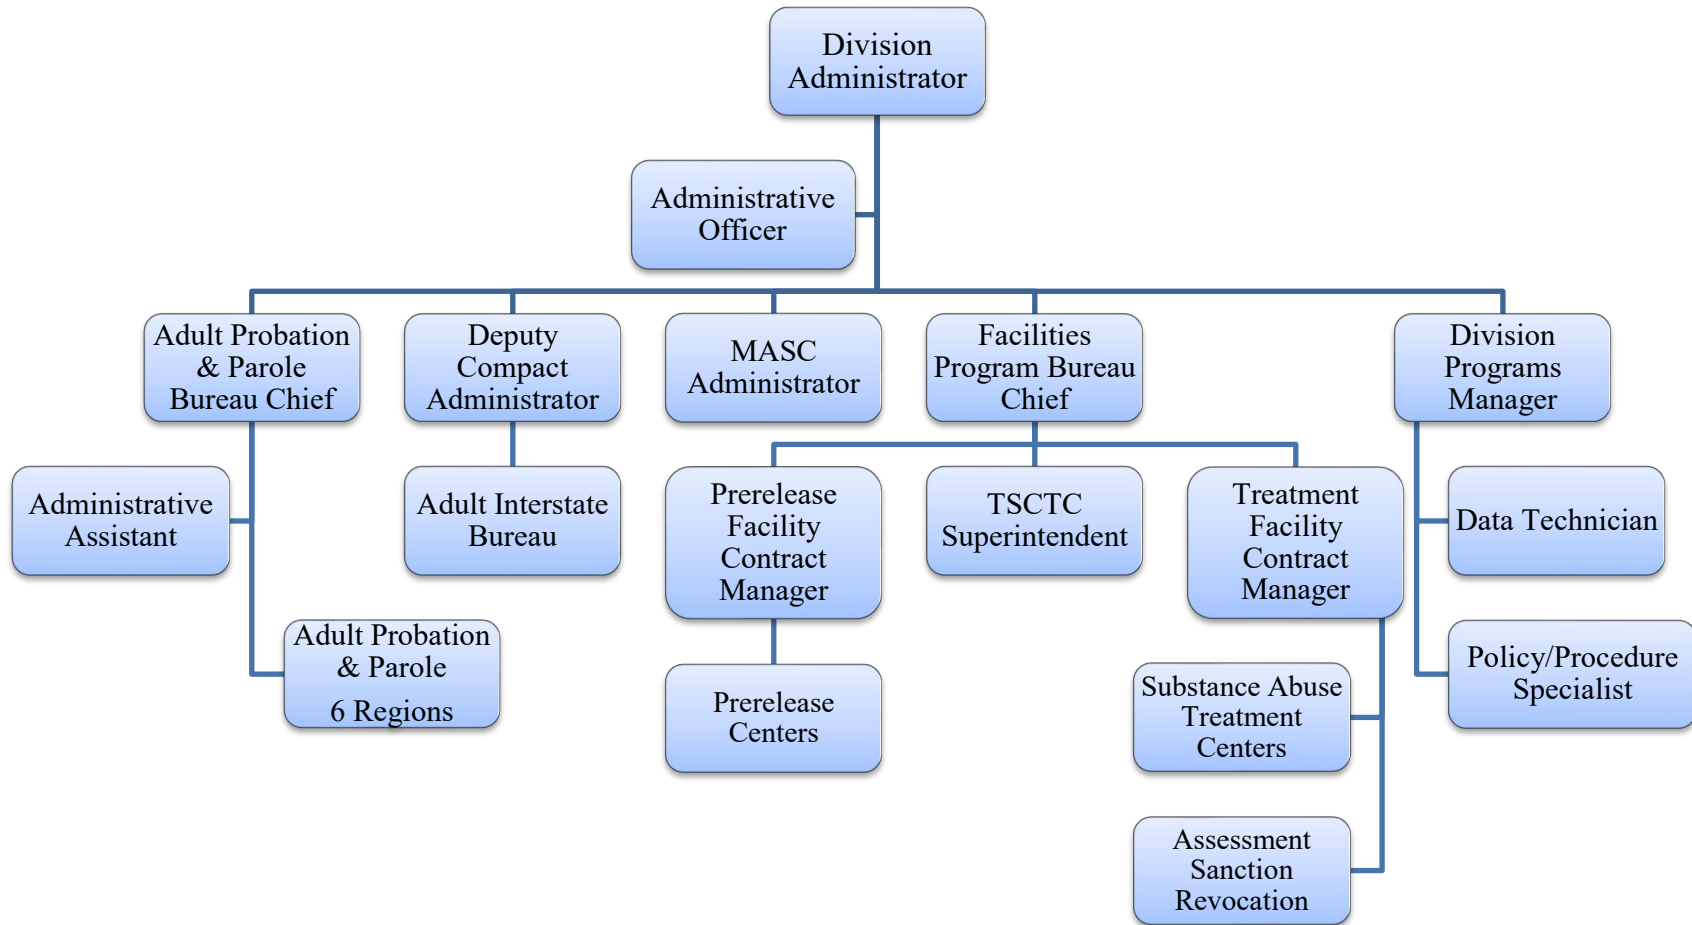 Division
Administrator
Administrative
Officer
Adult Probation
& Parole
Bureau Chief
Deputy
Compact
Administrator
MASC
Administrator
Facilities
Program Bureau
Chief
Division
Programs
Manager
Administrative
Assistant
Adult Interstate
Bureau
Prerelease
Facility
Contract
Manager
TSCTC
Superintendent
Treatment
Facility
Contract
Manager
Data Technician
Adult Probation
& Parole
6 Regions
Prerelease
Centers
Substance Abuse
Treatment
Centers
Policy/Procedure
Specialist
Assessment
Sanction
Revocation